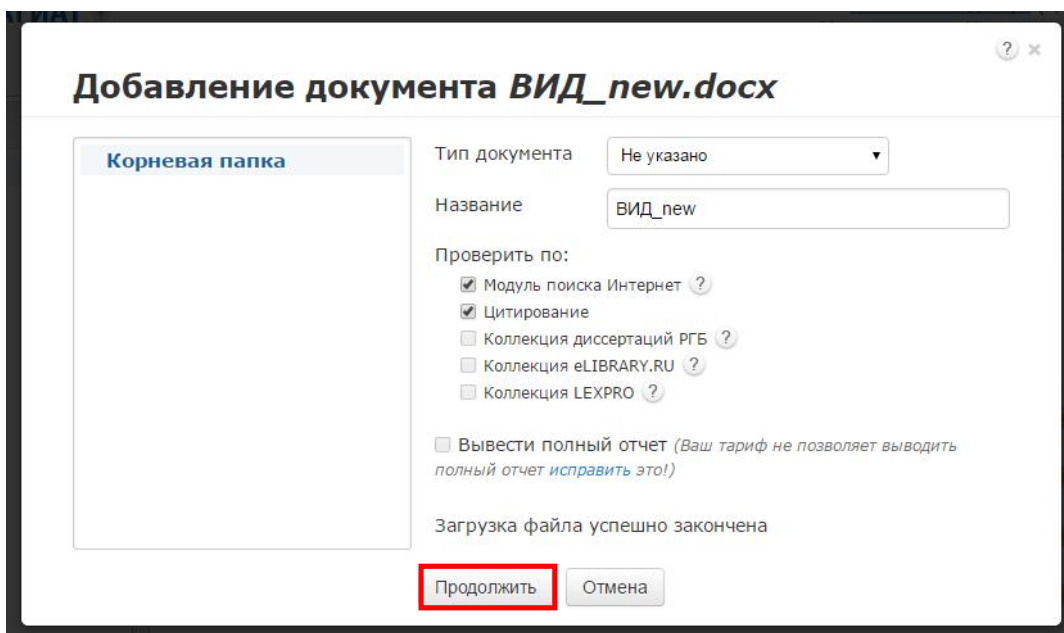 ?
×
Добавление документа ВИД_new.docx
Корневая папка
Тип документа
Не указано
Название
ВИД_new
Проверить по:
Модуль поиска Интернет ?
Цитирование
Коллекция диссертаций РГБ ?
Коллекция eLIBRARY.RU ?
Коллекция LEXPRO ?
Вывести полный отчет (Ваш тариф не позволяет выводить
полный отчет исправить это!)
Загрузка файла успешно закончена
Продолжить
Отмена